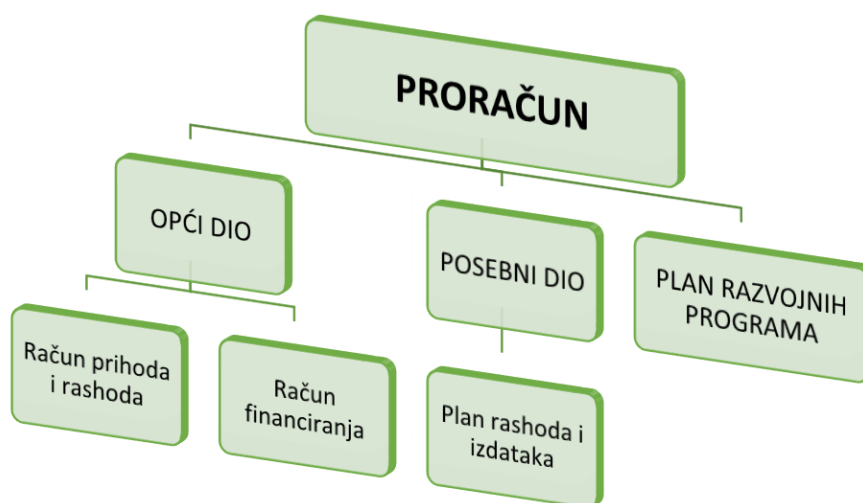 PRORAČUN
OPĆI DIO
POSEBNI DIO
PLAN RAZVOJNIH
PROGRAMA
Račun prihoda
i rashoda
Račun
financiranja
Plan rashoda i
izdataka